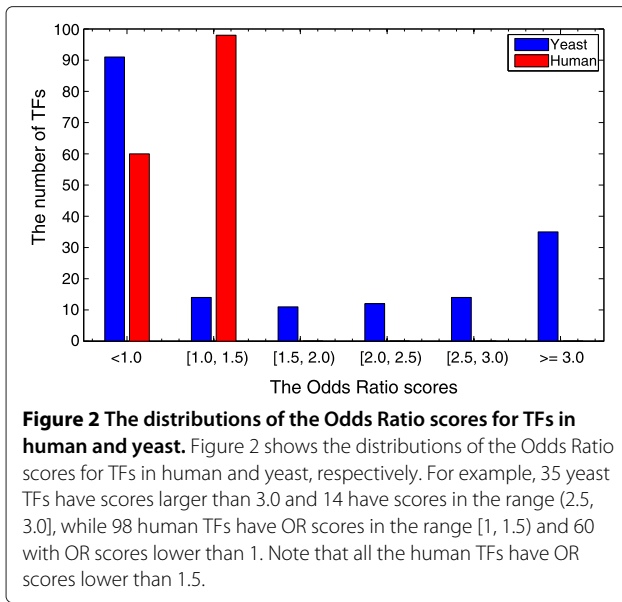 100
90
80
70
60
50
40
30
20
10
0
The number of TFs
Yeast
Human
<1.0
[1.0, 1.5)
[1.5, 2.0)
[2.0, 2.5)
[2.5, 3.0)
>= 3.0
The Odds Ratio scores
Figure 2 The distributions of the Odds Ratio scores for TFs in
human and yeast. Figure 2 shows the distributions of the Odds Ratio
scores for TFs in human and yeast, respectively. For example, 35 yeast
TFs have scores larger than 3.0 and 14 have scores in the range (2.5,
3.0], while 98 human TFs have OR scores in the range [1, 1.5) and 60
with OR scores lower than 1. Note that all the human TFs have OR
scores lower than 1.5.